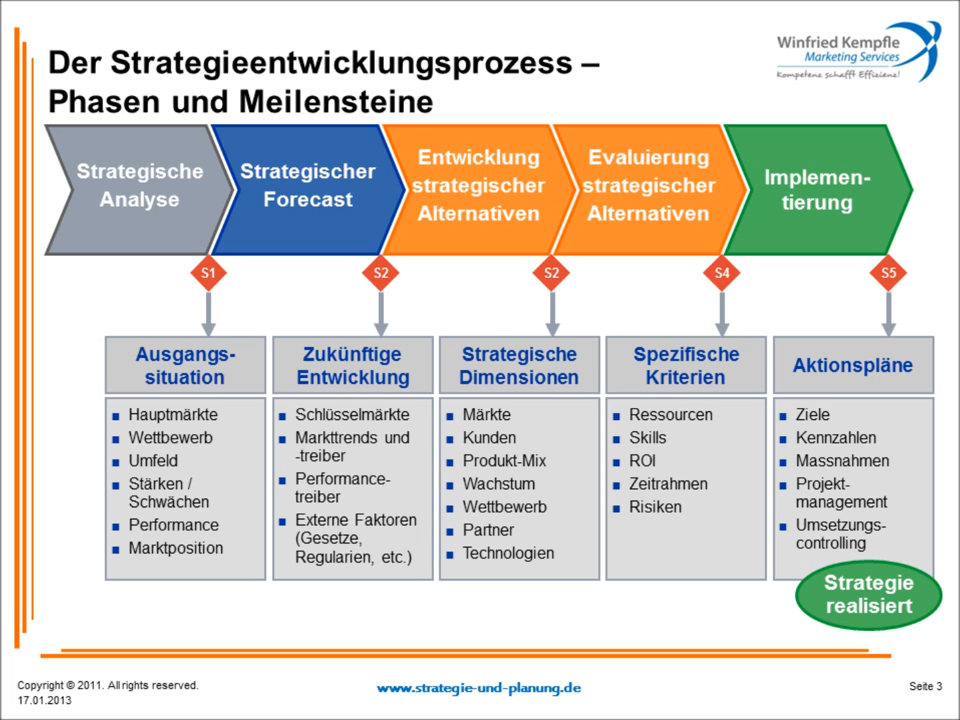 Der Strategieentwicklungsprozess –
Phasen und Meilensteine
Winfried Kempfle
Marketing Services
Kompetenz schafft Effizienz!
Strategische
Analyse
Strategischer
Forecast
Entwicklung
strategischer
Alternativen
Evaluierung
strategischer
Alternativen
Implemen-
tierung
S1
S2
S2
S4
S5
Ausgangs-
situation
Hauptmärkte
Wettbewerb
Umfeld
Stärken /
Schwächen
Performance
Marktposition
Zukünftige
Entwicklung
Schlüsselmärkte
Markttrends und
-treiber
Performance-
treiber
Externe Faktoren
(Gesetze,
Regularien, etc.)
Strategische
Dimensionen
Märkte
Kunden
Produkt-Mix
Wachstum
Wettbewerb
Partner
Technologien
Spezifische
Kriterien
Ressourcen
Skills
ROI
Zeitrahmen
Risiken
Aktionspläne
Ziele
Kennzahlen
Massnahmen
Projekt-
management
Umsetzungs-
controlling
Strategie
realisiert
Copyright © 2011. All rights reserved.
17.01.2013
www.strategie-und-planung.de
Seite 3